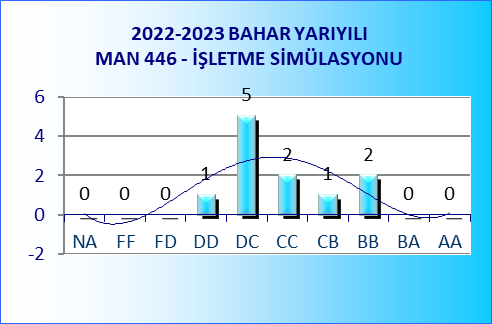 2022-2023 BAHAR YARIYILI
MAN 446 - İŞLETME SİMÜLASYONU
6
4
2
0
-2
0 0 0 1 5 2 1 2 0 0
NA FF FD DD DC CC CB BB BA AA